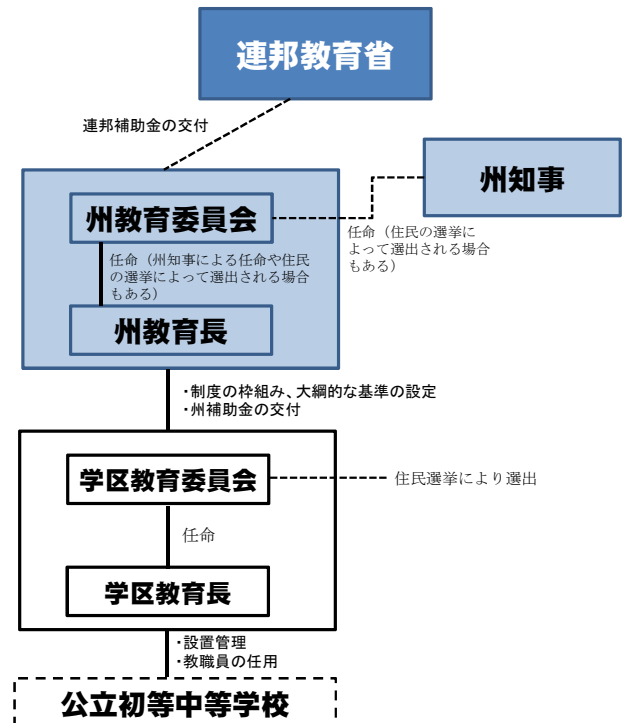 連邦教育省
連邦補助金の交付
州知事
州教育委員会
任命(住民の選挙に
よって選出される場合
もある)
任命(州知事による任命や住民
の選挙によって選出される場合
もある)
州教育長
・制度の枠組み、大綱的な基準の設定
・州補助金の交付
学区教育委員会
住民選挙により選出
任命
学区教育長
・設置管理
・教職員の任用
公立初等中等学校